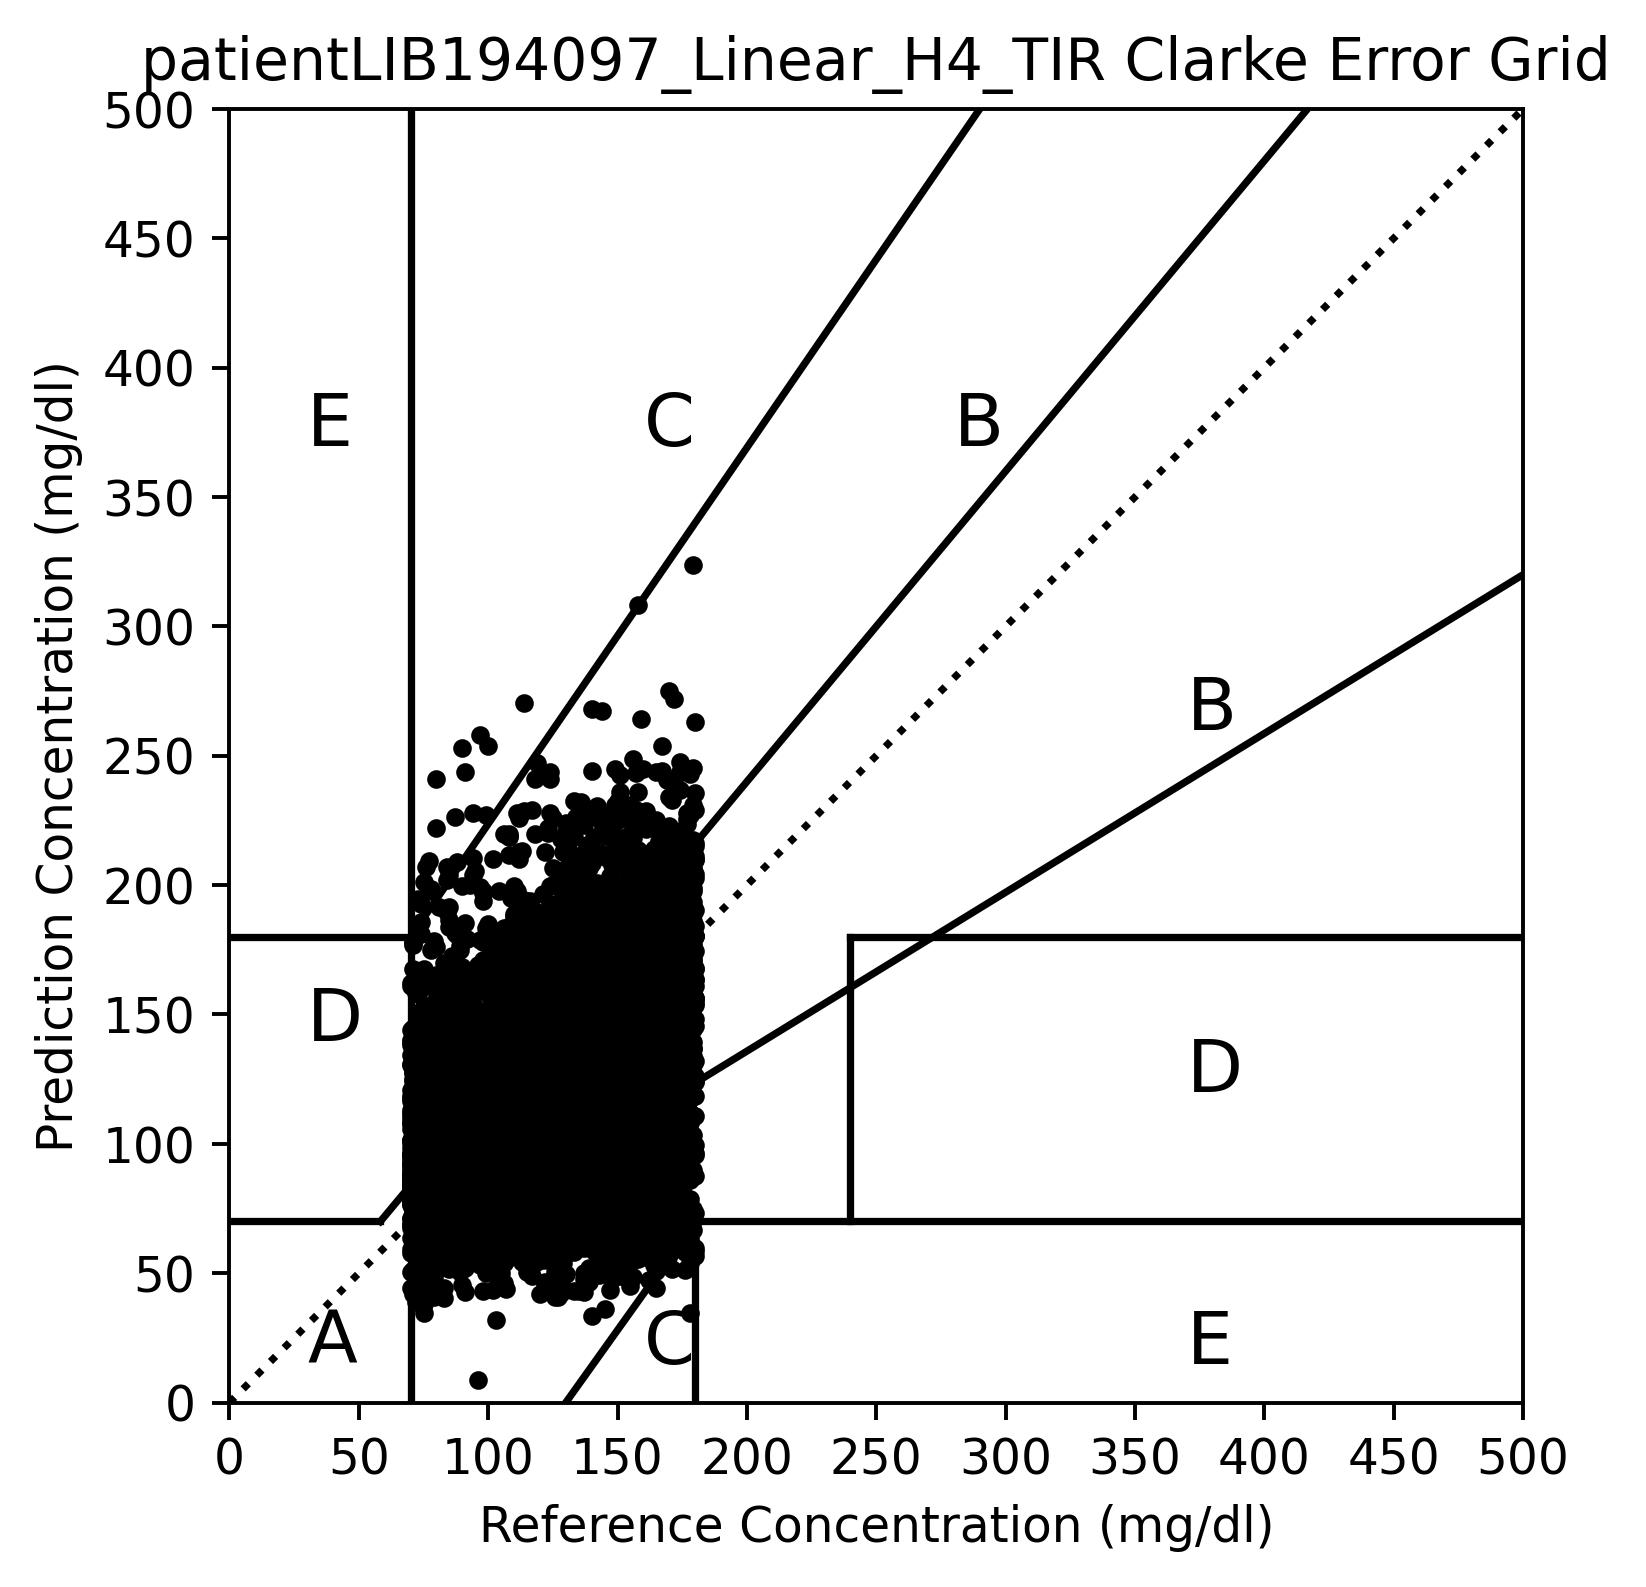 patientLIB194097_Linear_H4_TIR Clarke Error Grid
500
450
400
350
300
250
200
150
100
50
0
Prediction Concentration (mg/dl)
E
C
B
B
D
D
A
C
E
0 50 100 150 200 250 300 350 400 450 500
Reference Concentration (mg/dl)